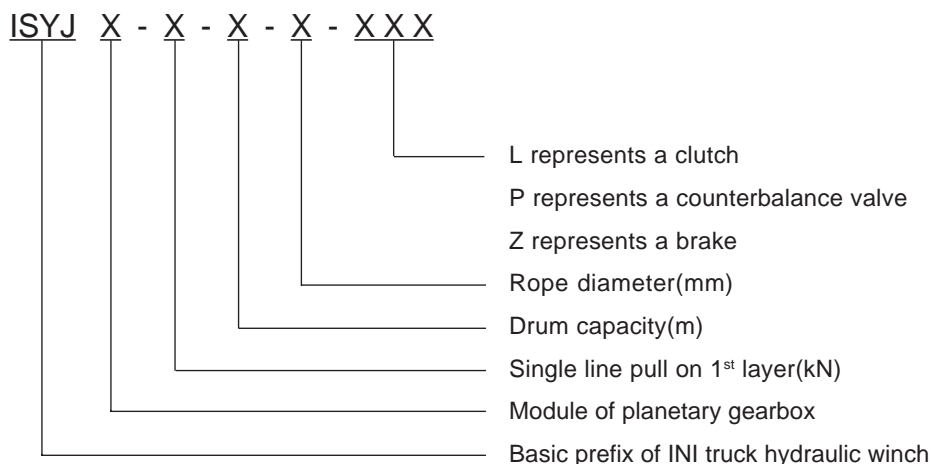 ISYJ X - X - X - X - X X X
L represents a clutch
P represents a counterbalance valve
Z represents a brake
Rope diameter(mm)
Drum capacity(m)
Single line pull on 1st layer(kN)
Module of planetary gearbox
Basic prefix of INI truck hydraulic winch